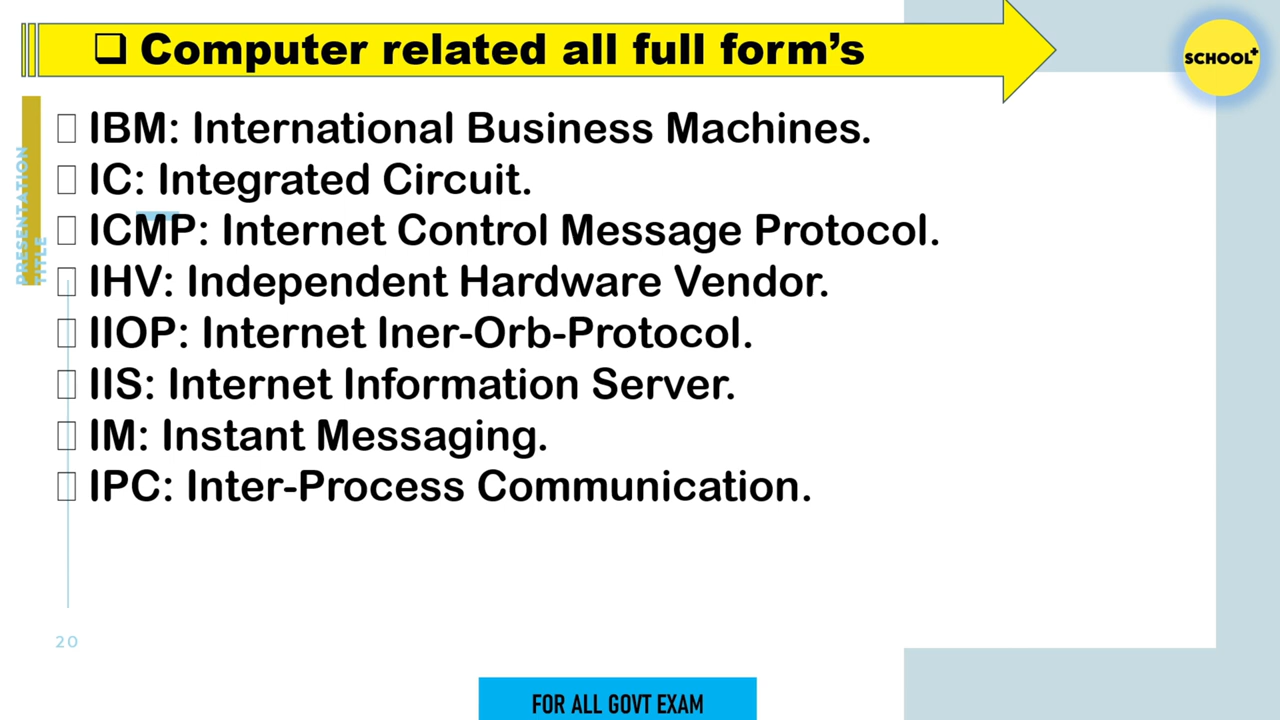 ❑ Computer related all full form's
SCHOOL+
PRESENTATION
TITLE
IBM: International Business Machines.
IC: Integrated Circuit.
ICMP: Internet Control Message Protocol.
IHV: Independent Hardware Vendor.
IIOP: Internet Iner-Orb-Protocol.
IIS: Internet Information Server.
IM: Instant Messaging.
IPC: Inter-Process Communication.
20
FOR ALL GOVT EXAM